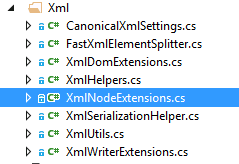 Xml
C# CanonicalXmlSettings.cs
C# FastXmlElementSplitter.cs
C# XmlDomExtensions.cs
C# XmlHelpers.cs
C# XmlNodeExtensions.cs
C# XmlSerializationHelper.cs
C# XmlUtils.cs
C# XmlWriterExtensions.cs